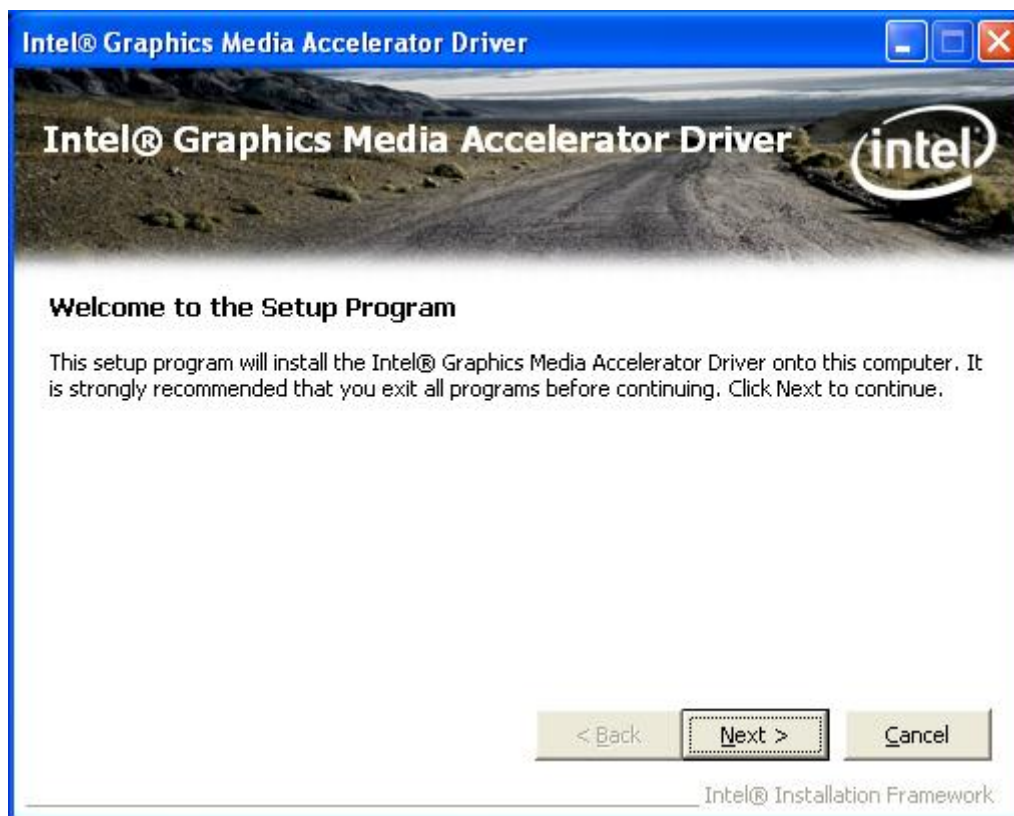 Intel® Graphics Media Accelerator Driver
Intel® Graphics Media Accelerator Driver
intel
Welcome to the Setup Program
This setup program will install the Intel® Graphics Media Accelerator Driver onto this computer. It
is strongly recommended that you exit all programs before continuing. Click Next to continue.
< Back Next > Cancel
Intel® Installation Framework